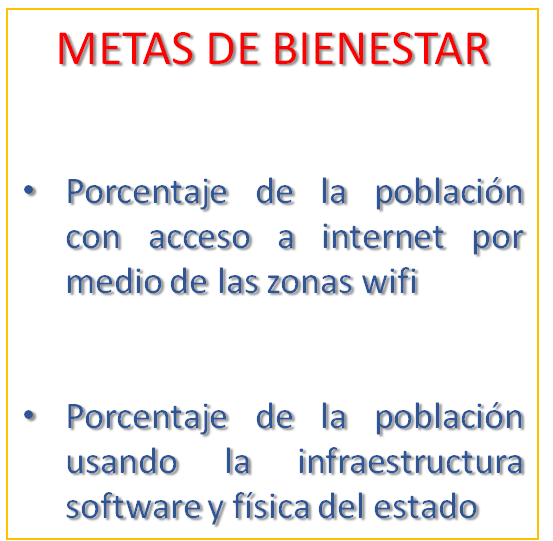 METAS DE BIENESTAR
• Porcentaje de la población
con acceso a internet por
medio de las zonas wifi
• Porcentaje de la población
usando la infraestructura
software y física del estado